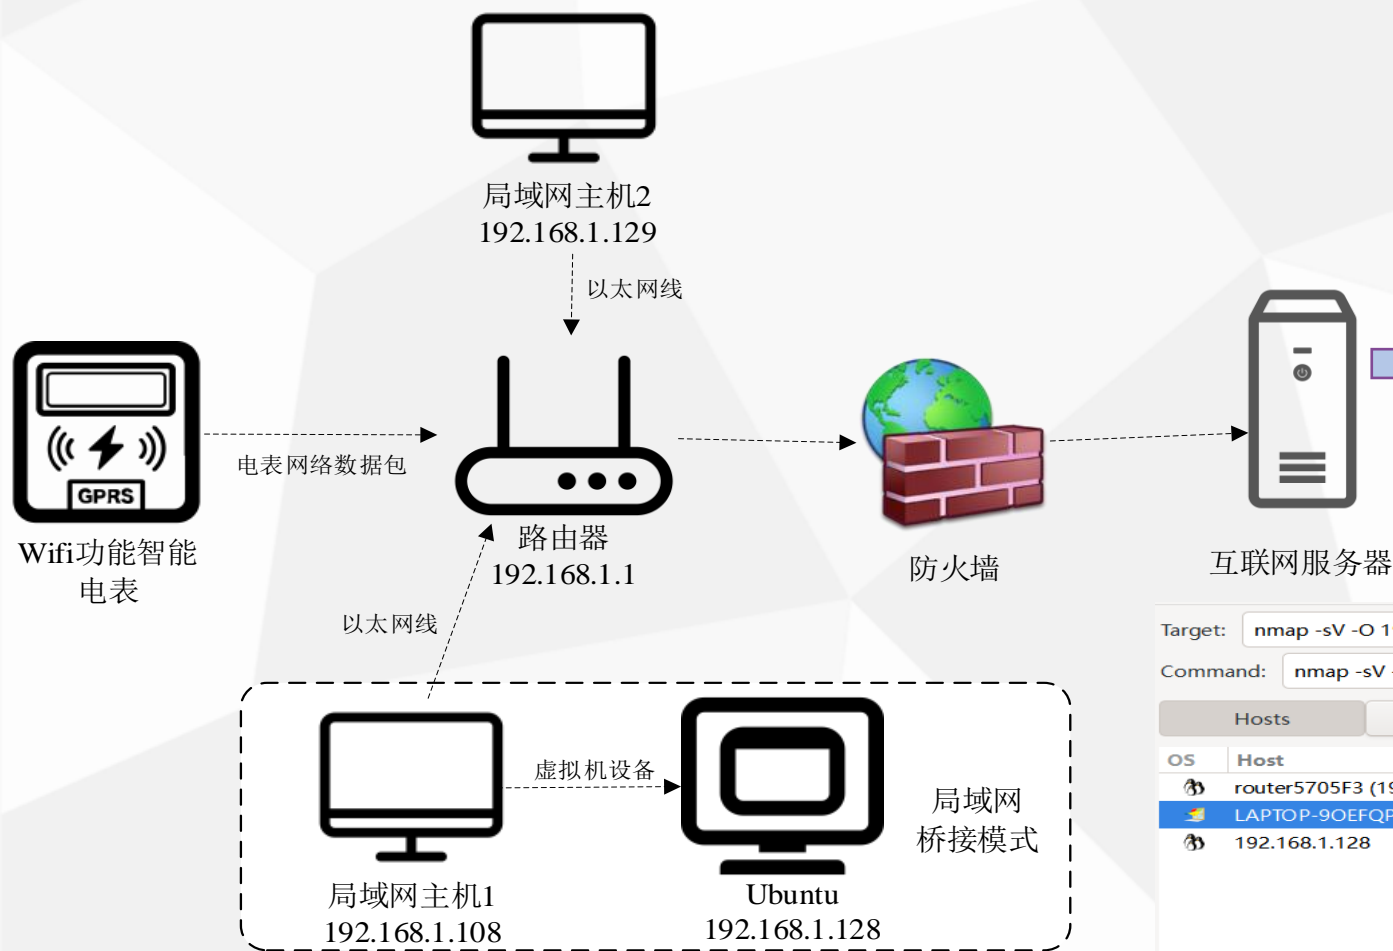 局域网主机2
192.168.1.129
以太网线
电表网络数据包
GPRS
Wifi功能智能
电表
路由器
192.168.1.1
防火墙
互联网服务器
以太网线
虚拟机设备
局域网
桥接模式
局域网主机1
192.168.1.108
Ubuntu
192.168.1.128
Target: nmap -sV -O 1
Command: nmap -sV
Hosts
OS Host
router5705F3 (19
LAPTOP-9OEFQP
192.168.1.128